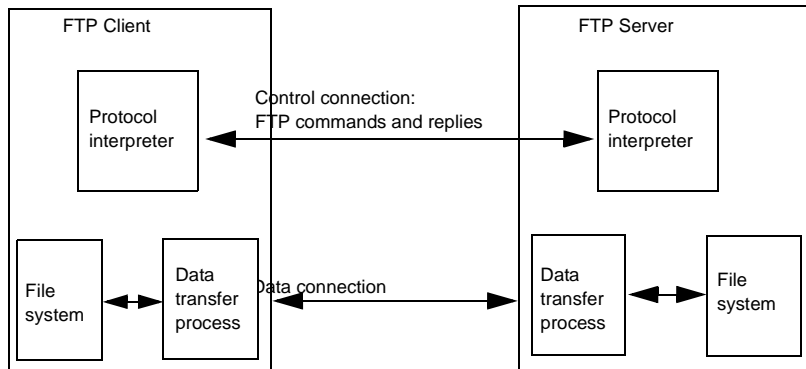 FTP Client
FTP Server
Control connection:
FTP commands and replies
Protocol
interpreter
Protocol
interpreter
File
system
Data
transfer
process
Data connection
Data
transfer
process
File
system